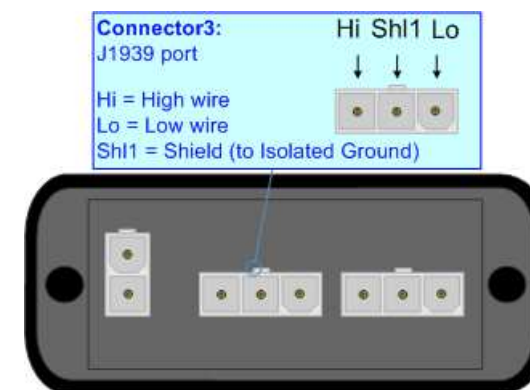 Connector3:
J1939 port
Hi = High wire
Lo = Low wire
Shl1 = Shield (to Isolated Ground)
Hi Shl1 Lo